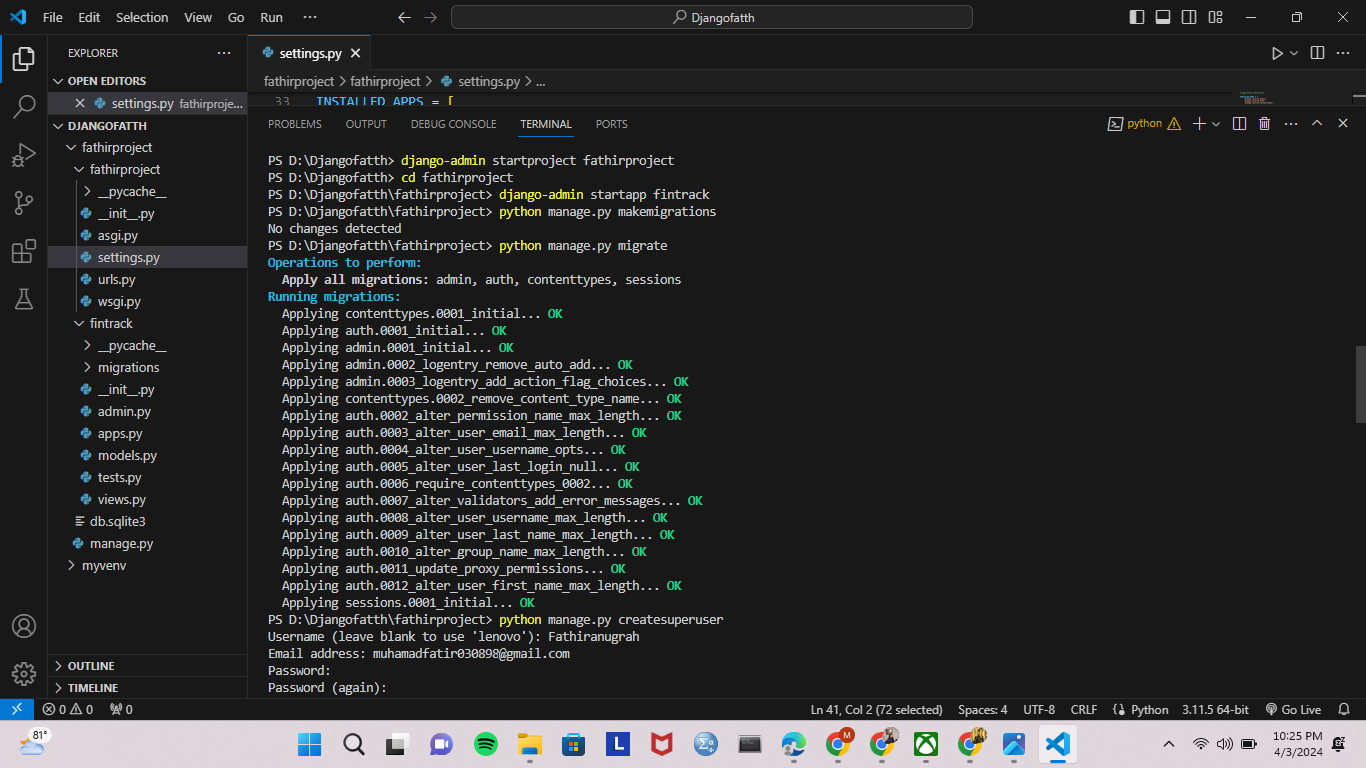 File Edit Selection View Go Run ···
Djangofatth
EXPLORER
OPEN EDITORS
settings.py fathirproje...
DJANGOFATTH
fathirproject
fathirproject
__pycache__
__init__.py
asgi.py
settings.py
urls.py
wsgi.py
fintrack
__pycache__
migrations
__init__.py
admin.py
apps.py
models.py
tests.py
views.py
db.sqlite3
manage.py
myvenv
OUTLINE
TIMELINE
settings.py
fathirproject > fathirproject > settings.py > ...
33 INSTALLED_APPS = [
PROBLEMS OUTPUT DEBUG CONSOLE TERMINAL PORTS
python
PS D:\Djangofatth> django-admin startproject fathirproject
PS D:\Djangofatth> cd fathirproject
PS D:\Djangofatth\fathirproject> django-admin startapp fintrack
PS D:\Djangofatth\fathirproject> python manage.py makemigrations
No changes detected
PS D:\Djangofatth\fathirproject> python manage.py migrate
Operations to perform:
Apply all migrations: admin, auth, contenttypes, sessions
Running migrations:
Applying contenttypes.0001_initial... OK
Applying auth.0001_initial... OK
Applying admin.0001_initial... OK
Applying admin.0002_logentry_remove_auto_add... OK
Applying admin.0003_logentry_add_action_flag_choices... OK
Applying contenttypes.0002_remove_content_type_name... OK
Applying auth.0002_alter_permission_name_max_length... OK
Applying auth.0003_alter_user_email_max_length... OK
Applying auth.0004_alter_user_username_opts... OK
Applying auth.0005_alter_user_last_login_null... OK
Applying auth.0006_require_contenttypes_0002... OK
Applying auth.0007_alter_validators_add_error_messages... OK
Applying auth.0008_alter_user_username_max_length... OK
Applying auth.0009_alter_user_last_name_max_length... OK
Applying auth.0010_alter_group_name_max_length... OK
Applying auth.0011_update_proxy_permissions... OK
Applying auth.0012_alter_user_first_name_max_length... OK
Applying sessions.0001_initial... OK
PS D:\Djangofatth\fathirproject> python manage.py createsuperuser
Username (leave blank to use 'lenovo'): Fathiranugrah
Email address: muhamadfatir030898@gmail.com
Password:
Password (again):
0 0 0 Ln 41, Col 2 (72 selected) Spaces: 4 UTF-8 CRLF Python 3.11.5 64-bit Go Live
81° L M 10:25 PM
4/3/2024